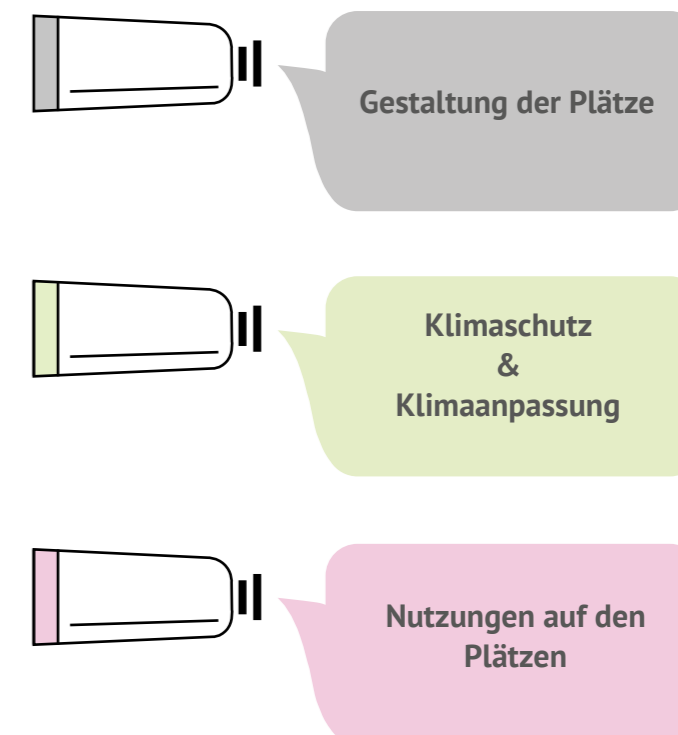 Gestaltung der Plätze
Klimaschutz
&
Klimaanpassung
Nutzungen auf den
Plätzen